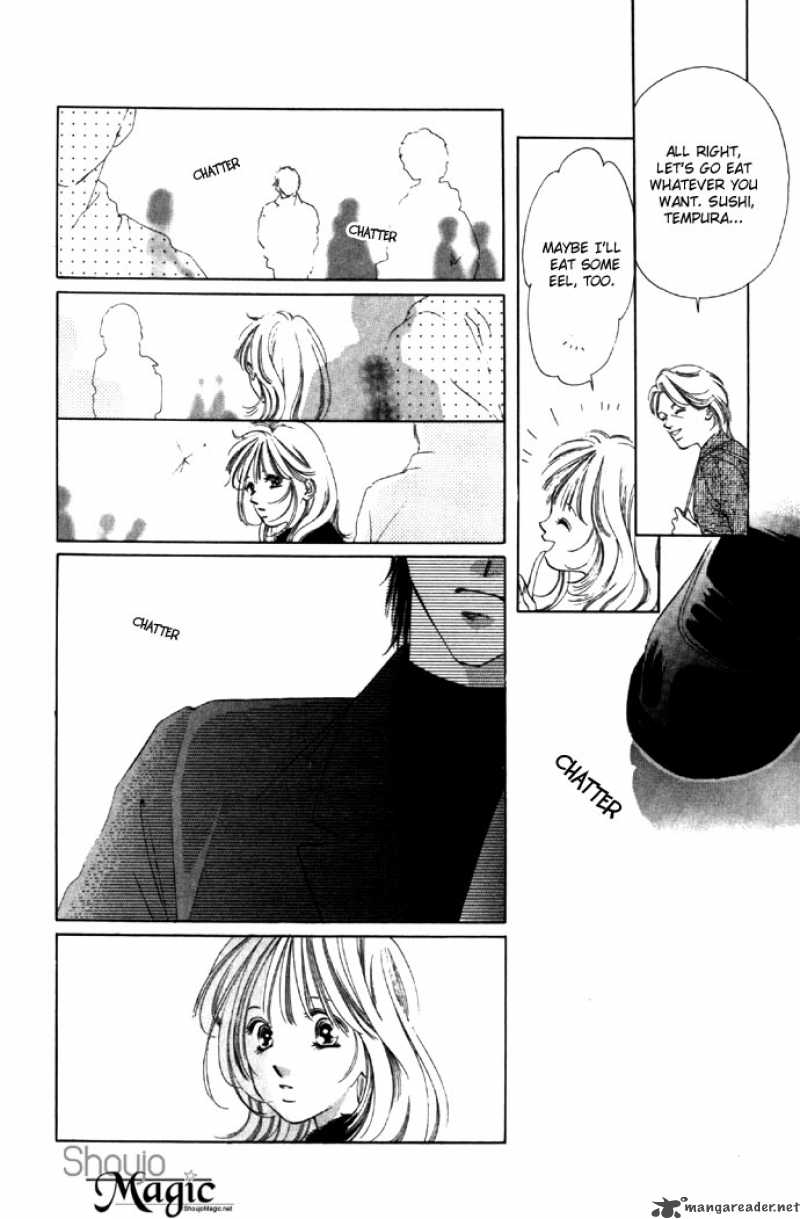 ALL RIGHT,
LET'S GO EAT
WHATEVER YOU
WANT. SUSHI,
TEMPURA...
MAYBE I'LL
EAT SOME
EEL, TOO.
CHATTER
CHATTER
CHATTER
CHATTER
Shoujo
Magic
ShoujoMagic.net
mangareader.net